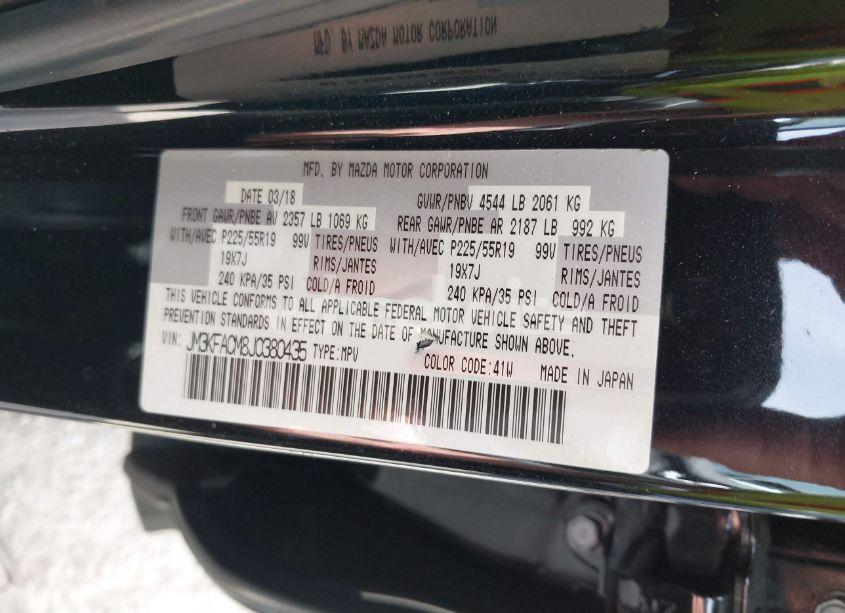 MFD. BY MAZDA MOTOR CORPORATION
MFD. BY MAZDA MOTOR CORPORATION
DATE 03/18 GVWR/PNBV 4544 LB 2061 KG
FRONT GAWR/PNBE AV 2357 LB 1069 KG REAR GAWR/PNBE AR 2187 LB 992 KG
WITH/AVEC P225/55R19 99V TIRES/PNEUS WITH/AVEC P225/55R19 99V TIRES/PNEUS
19X7J RIMS/JANTES 19X7J RIMS/JANTES
240 KPA/35 PSI COLD/A FROID 240 KPA/35 PSI COLD/A FROID
THIS VEHICLE CONFORMS TO ALL APPLICABLE FEDERAL MOTOR VEHICLE SAFETY AND THEFT
PREVENTION STANDARDS IN EFFECT ON THE DATE OF MANUFACTURE SHOWN ABOVE.
VIN: JM3KFACM8J0380435 TYPE:MPV COLOR CODE:41W MADE IN JAPAN